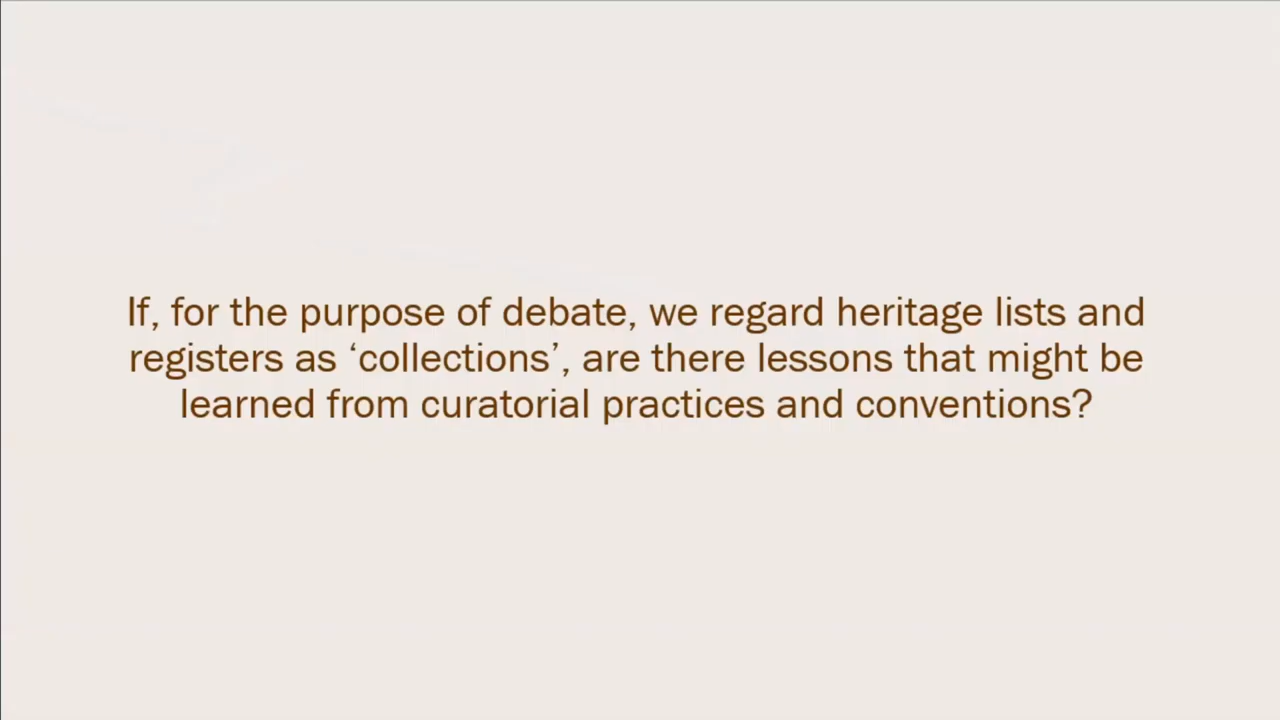 If, for the purpose of debate, we regard heritage lists and
registers as ‘collections’, are there lessons that might be
learned from curatorial practices and conventions?